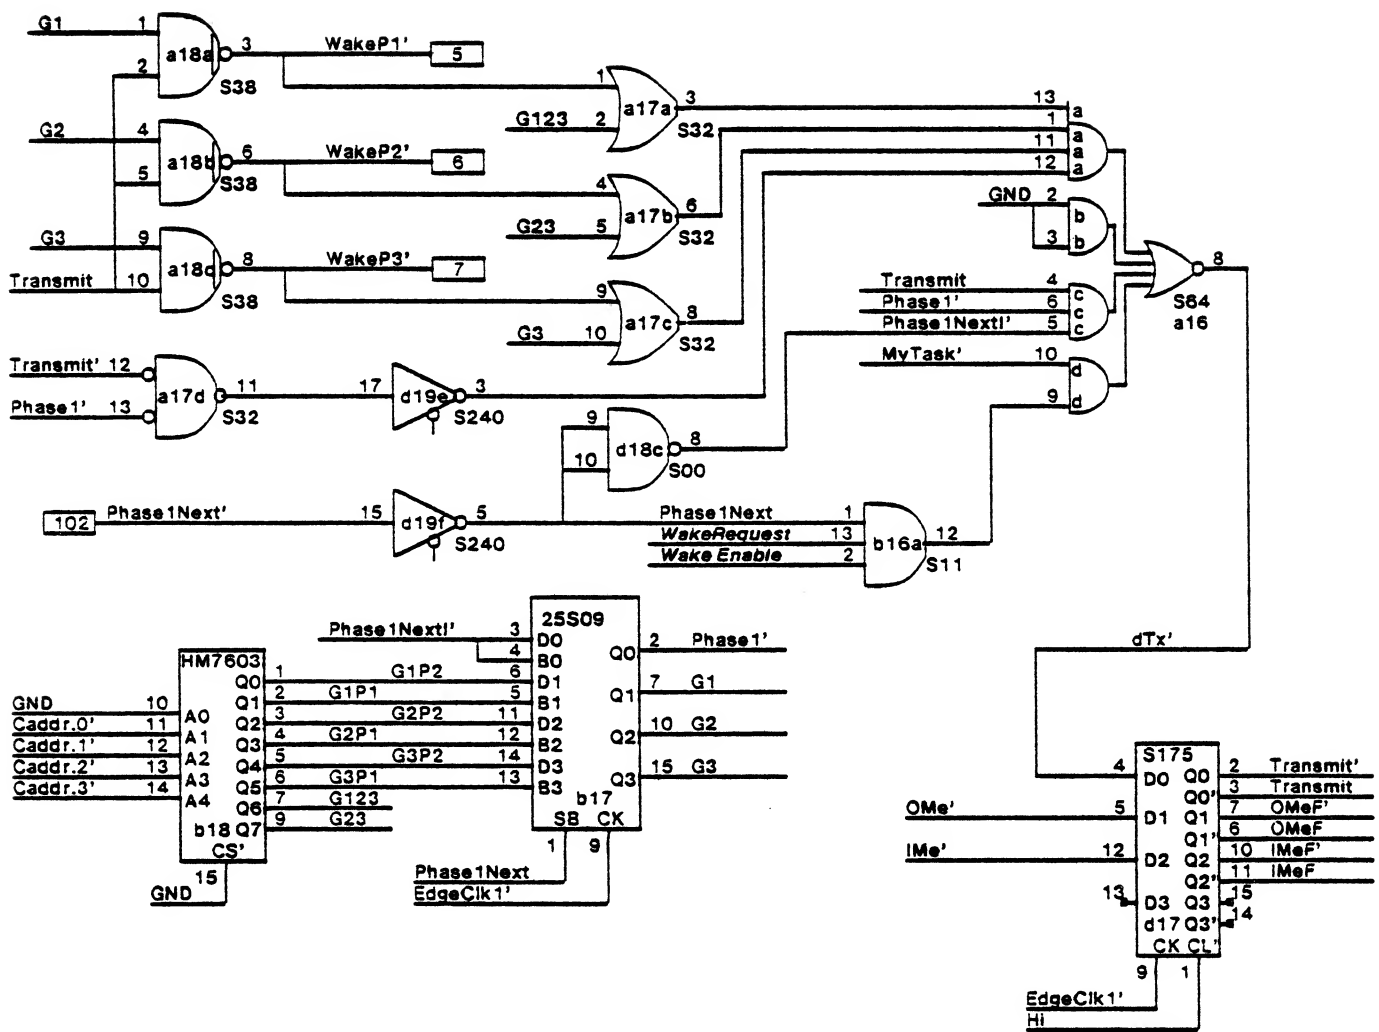 G1 1
a18a 3 WakeP1' 5
2 S38
1 a17a 3 13 a
G123 2 S32 1 a
G2 4 11 a
a18b 6 WakeP2' 6 12 a
5 S38
4 a17b 6 GND 2 b
G23 5 S32 3 b
G3 9
a18c 8 WakeP3' 7 8
Transmit 10 S38 Transmit 4 c S64
9 Phase1' 6 c a16
a17c 8 Phase1NextI' 5 c
G3 10 S32
MyTask' 10 d
Transmit' 12
a17d 11 17 d19e 3
Phase1' 13 S32 S240 9 d
9
d18c 8
10 S00
102 Phase1Next' 15 d19f 5 Phase1Next 1
S240 WakeRequest 13 b16a 12
Wake Enable 2 S11
25S09
Phase1NextI' 3 D0 2 Phase1'
4 B0 Q0
HM7603
Q0 1 G1P2 6 D1 7 G1
Q1 2 G1P1 5 B1 Q1
GND 10 A0 Q2 3 G2P2 11 D2 10 G2
Caddr.0' 11 A1 Q3 4 G2P1 12 B2 Q2
Caddr.1' 12 A2 Q4 5 G3P2 14 D3 15 G3
Caddr.2' 13 A3 Q5 6 G3P1 13 B3 Q3
Caddr.3' 14 A4 Q6 7 G123 b17
b18 Q7 9 G23 SB CK
CS' 1 9
15 Phase1Next
GND EdgeClk1'
dTx'
S175
4 D0 Q0 2 Transmit'
Q0' 3 Transmit
OMe' 5 D1 Q1 7 OMeF'
Q1' 6 OMeF
IMe' 12 D2 Q2 10 IMeF'
Q2' 11 IMeF
13 D3 Q3 15
d17 Q3' 14
CK CL'
9 1
EdgeClk1'
Hi